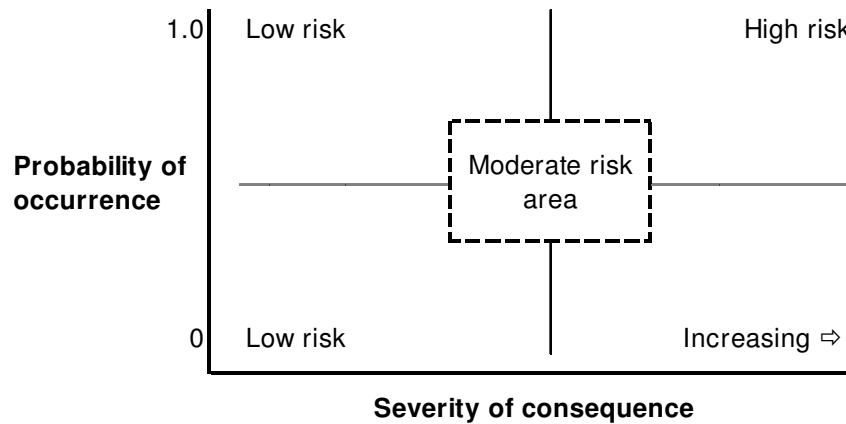 1.0 Low risk High risk
Probability of
occurrence
Moderate risk
area
0 Low risk Increasing ⇨
Severity of consequence